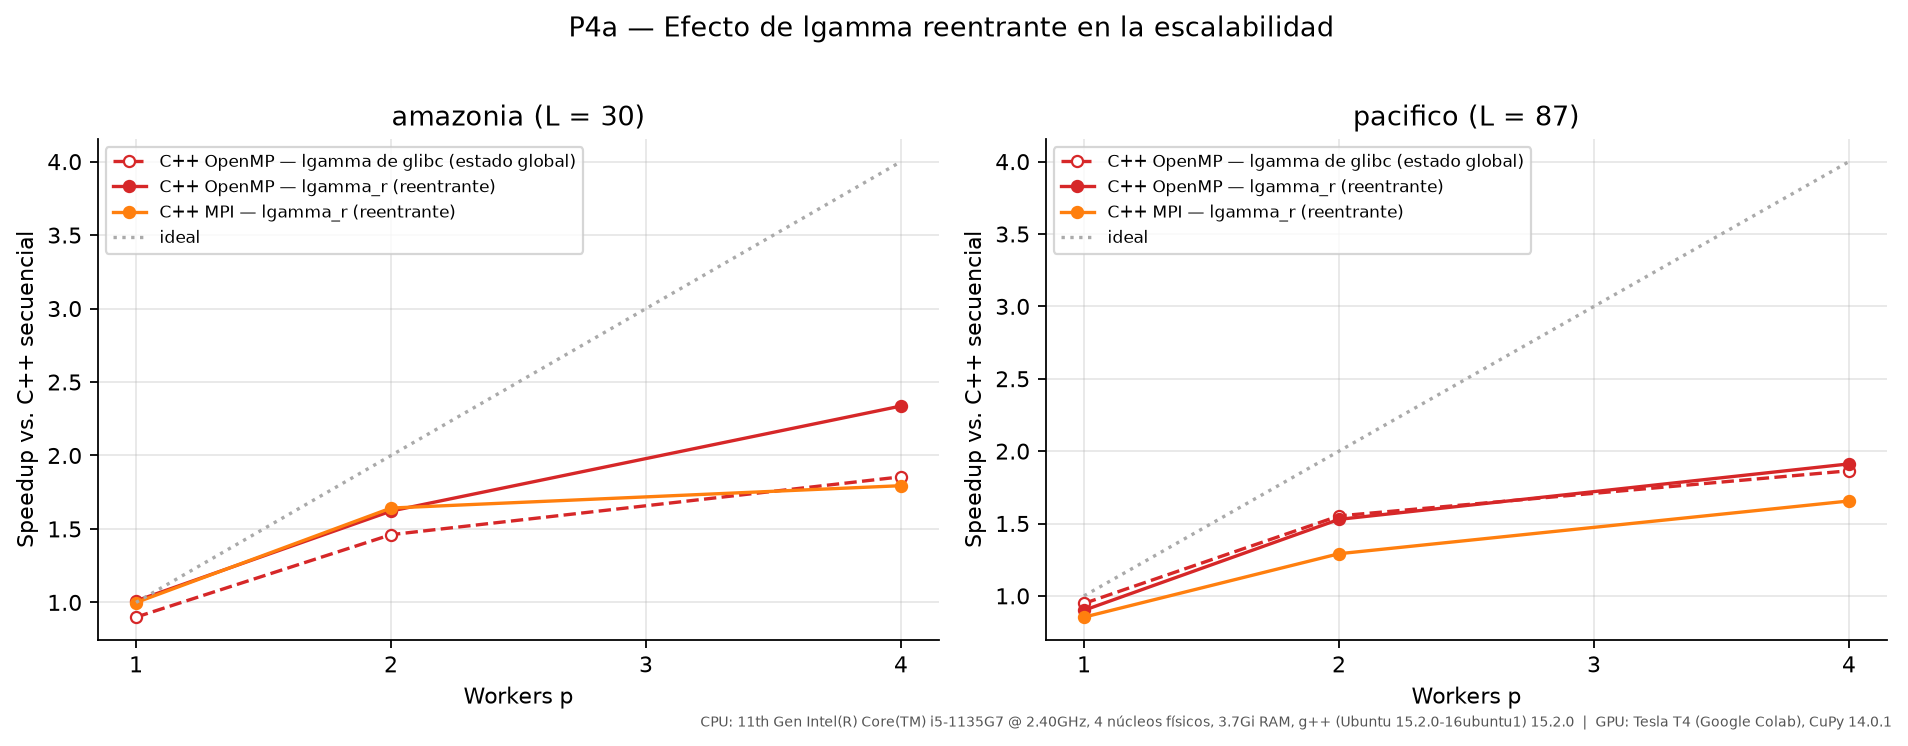 P4a — Efecto de lgamma reentrante en la escalabilidad
amazonia (L = 30)
Speedup vs. C++ secuencial
4.0
3.5
3.0
2.5
2.0
1.5
1.0
C++ OpenMP — lgamma de glibc (estado global)
C++ OpenMP — lgamma_r (reentrante)
C++ MPI — lgamma_r (reentrante)
ideal
1 2 3 4
Workers p
pacifico (L = 87)
Speedup vs. C++ secuencial
4.0
3.5
3.0
2.5
2.0
1.5
1.0
C++ OpenMP — lgamma de glibc (estado global)
C++ OpenMP — lgamma_r (reentrante)
C++ MPI — lgamma_r (reentrante)
ideal
1 2 3 4
Workers p
CPU: 11th Gen Intel(R) Core(TM) i5-1135G7 @ 2.40GHz, 4 núcleos físicos, 3.7Gi RAM, g++ (Ubuntu 15.2.0-16ubuntu1) 15.2.0 | GPU: Tesla T4 (Google Colab), CuPy 14.0.1